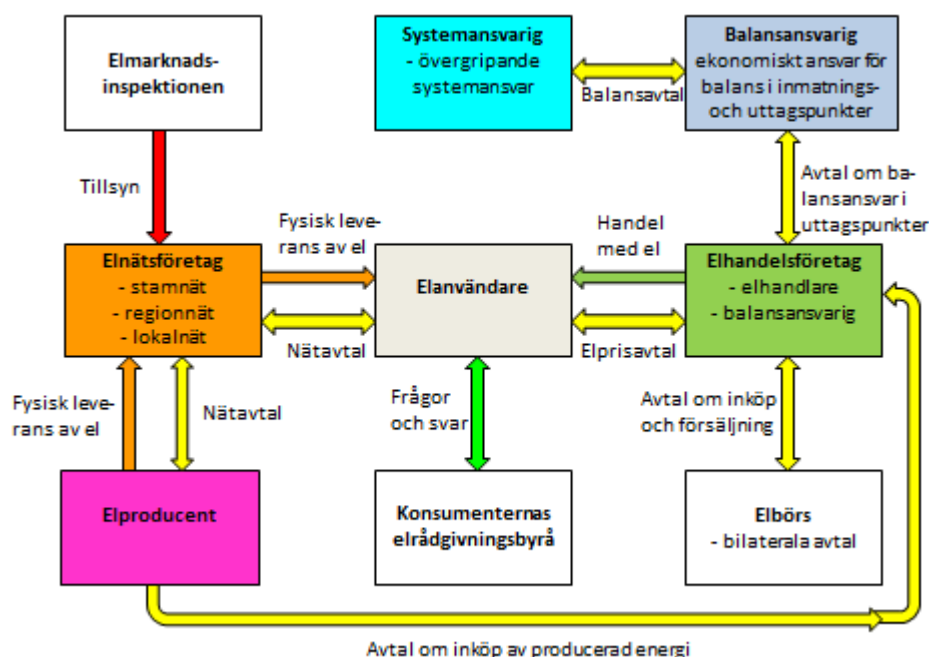 Elmarknads-
inspektionen
Systemansvarig
- övergripande
systemansvar
Balansavtal
Balansansvarig
ekonomiskt ansvar för
balans i inmatnings-
och uttagspunkter
Tillsyn
Fysisk leve-
rans av el
Handel
med el
Avtal om ba-
lansansvar i
uttagspunkter
Elnätsföretag
- stamnät
- regionnät
- lokalnät
Elanvändare
Elhandelsföretag
- elhandlare
- balansansvarig
Nätavtal
Elprisavtal
Fysisk leve-
rans av el
Nätavtal
Frågor
och svar
Avtal om inköp
och försäljning
Elproducent
Konsumenternas
elrådgivningsbyrå
Elbörs
- bilaterala avtal
Avtal om inköp av producerad energi